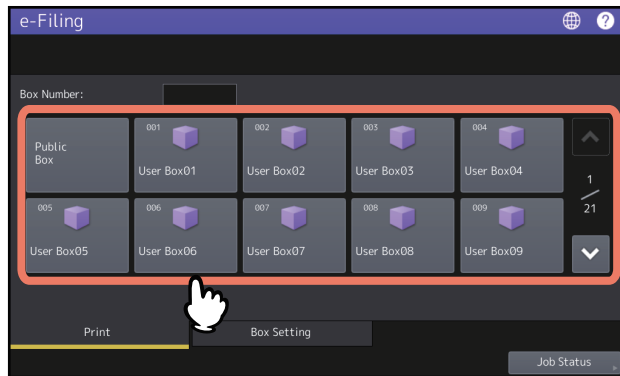 e-Filing
?
Box Number:
Public
Box
001
User Box01
002
User Box02
003
User Box03
004
User Box04
1
21
005
User Box05
006
User Box06
007
User Box07
008
User Box08
009
User Box09
Print
Box Setting
Job Status